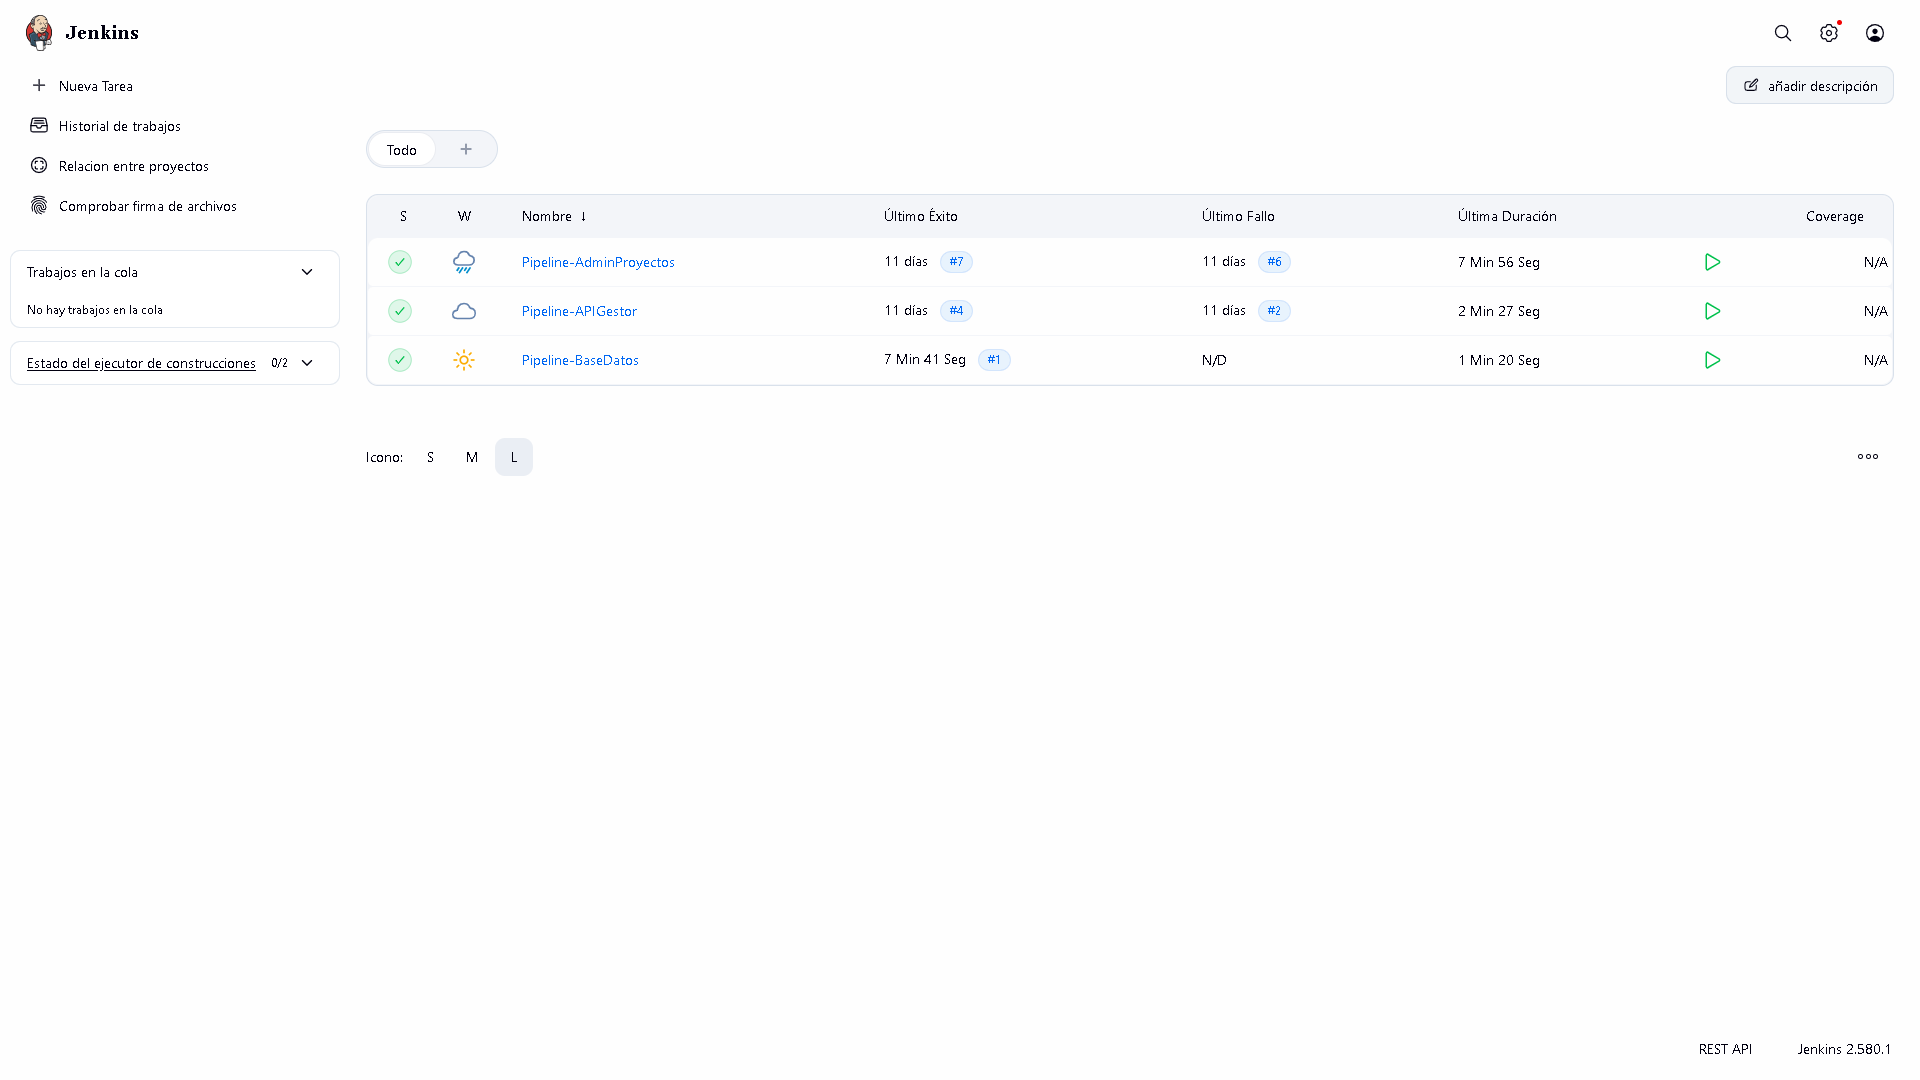 Jenkins
Nueva Tarea
Historial de trabajos
Relacion entre proyectos
Comprobar firma de archivos
Trabajos en la cola
No hay trabajos en la cola
Estado del ejecutor de construcciones 0/2
añadir descripción
Todo
S W Nombre ↓ Último Éxito Último Fallo Última Duración Coverage
Pipeline-AdminProyectos 11 días #7 11 días #6 7 Min 56 Seg N/A
Pipeline-APIGestor 11 días #4 11 días #2 2 Min 27 Seg N/A
Pipeline-BaseDatos 7 Min 41 Seg #1 N/D 1 Min 20 Seg N/A
Icono: S M L
REST API Jenkins 2.580.1